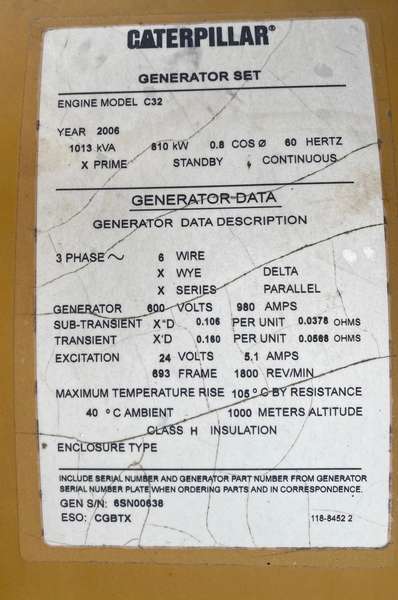 CATERPILLAR®
GENERATOR SET
ENGINE MODEL C32
YEAR 2006
1013 kVA 810 kW 0.8 COS Ø 60 HERTZ
X PRIME STANDBY CONTINUOUS
GENERATOR DATA
GENERATOR DATA DESCRIPTION
3 PHASE ~ 6 WIRE
X WYE DELTA
X SERIES PARALLEL
GENERATOR 600 VOLTS 980 AMPS
SUB-TRANSIENT X"D 0.106 PER UNIT 0.0378 OHMS
TRANSIENT X'D 0.160 PER UNIT 0.0568 OHMS
EXCITATION 24 VOLTS 5.1 AMPS
693 FRAME 1800 REV/MIN
MAXIMUM TEMPERATURE RISE 105 °C BY RESISTANCE
40 °C AMBIENT 1000 METERS ALTITUDE
CLASS H INSULATION
ENCLOSURE TYPE
INCLUDE SERIAL NUMBER AND GENERATOR PART NUMBER FROM GENERATOR
SERIAL NUMBER PLATE WHEN ORDERING PARTS AND IN CORRESPONDENCE.
GEN S/N: 6SN00638
ESO: CGBTX 118-8452 2